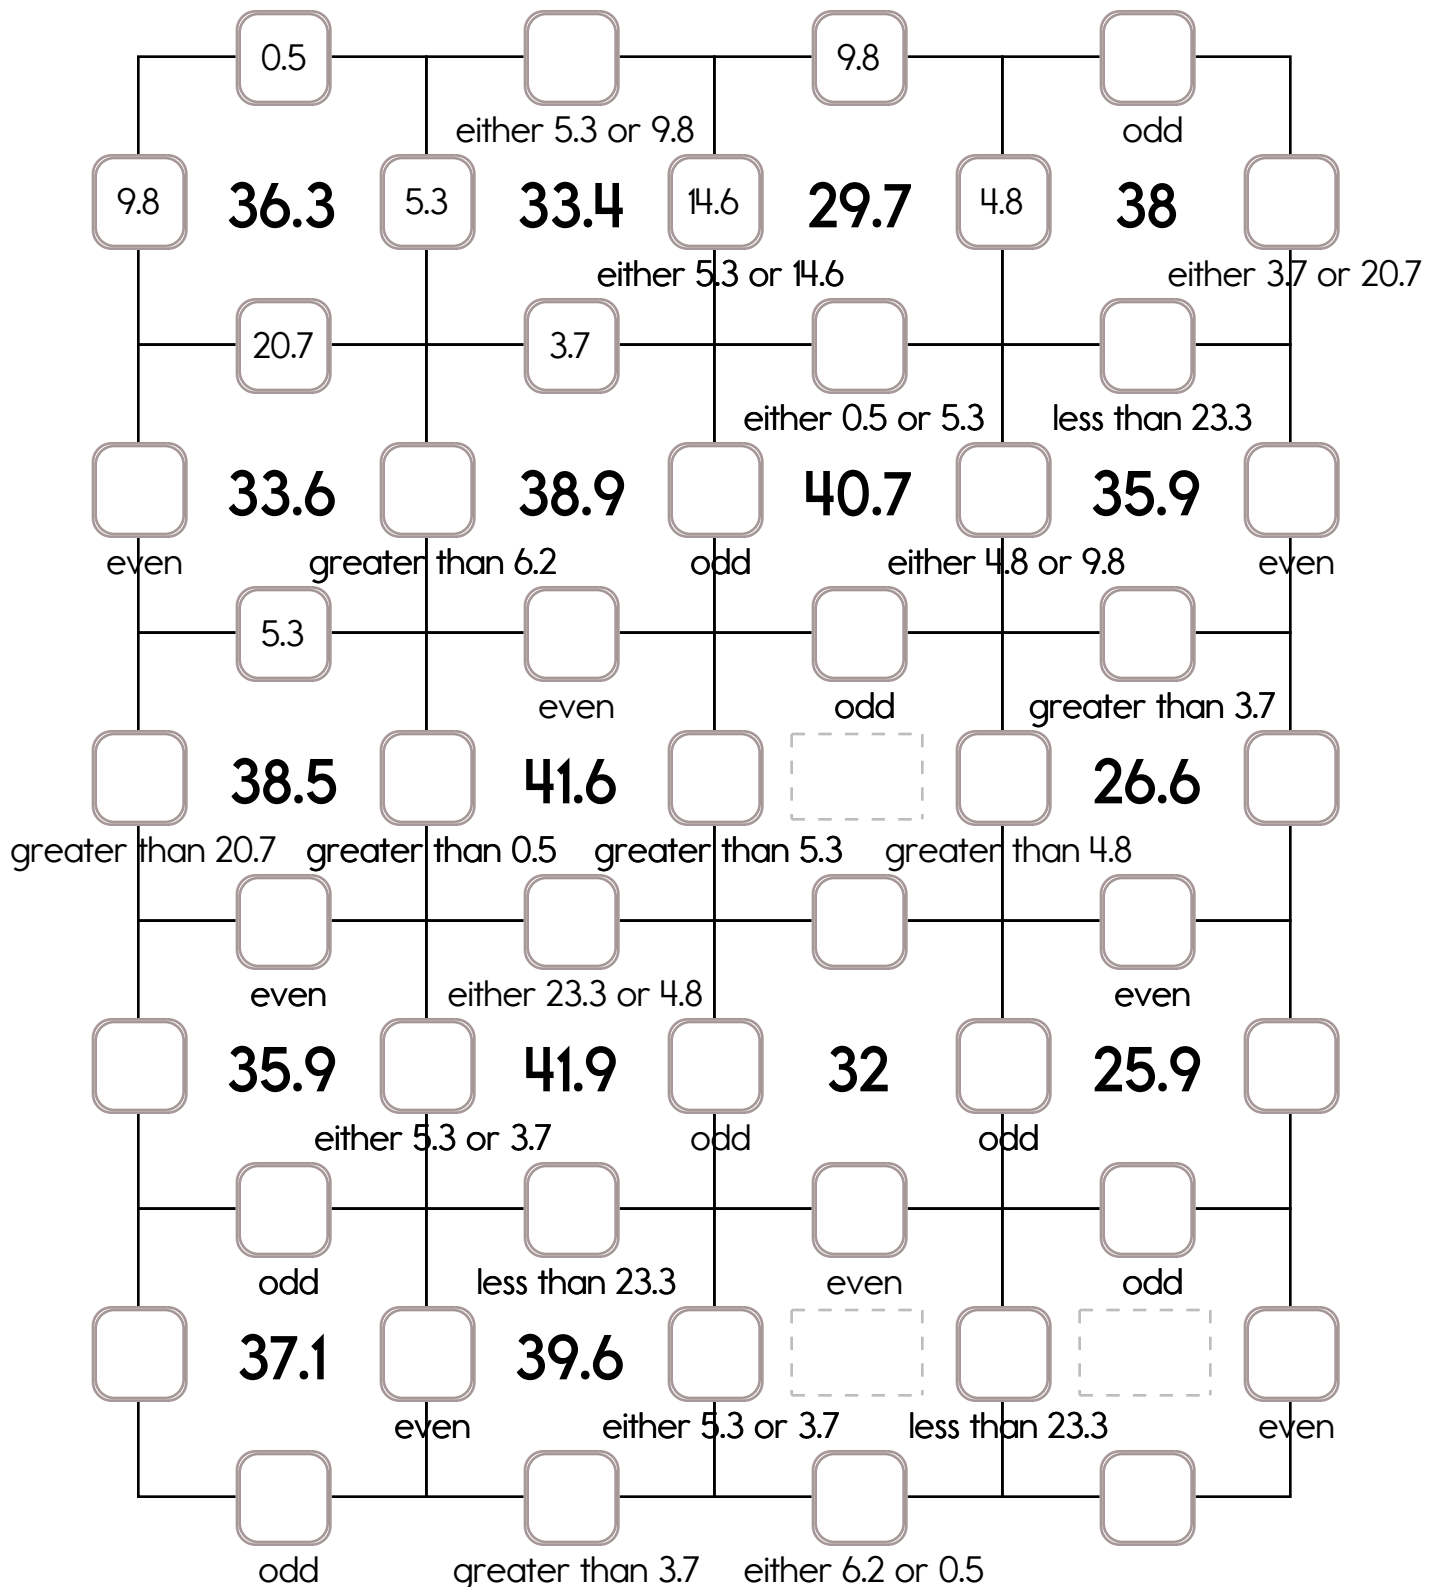 0.5 9.8
either 5.3 or 9.8 odd
9.8 36.3 5.3 33.4 14.6 29.7 4.8 38
either 5.3 or 14.6 either 3.7 or 20.7
20.7 3.7
either 0.5 or 5.3 less than 23.3
33.6 38.9 40.7 35.9
even greater than 6.2 odd either 4.8 or 9.8 even
5.3
even odd greater than 3.7
38.5 41.6 26.6
greater than 20.7 greater than 0.5 greater than 5.3 greater than 4.8
even either 23.3 or 4.8 even
35.9 41.9 32 25.9
either 5.3 or 3.7 odd odd
odd less than 23.3 even odd
37.1 39.6
even either 5.3 or 3.7 less than 23.3 even
odd greater than 3.7 either 6.2 or 0.5